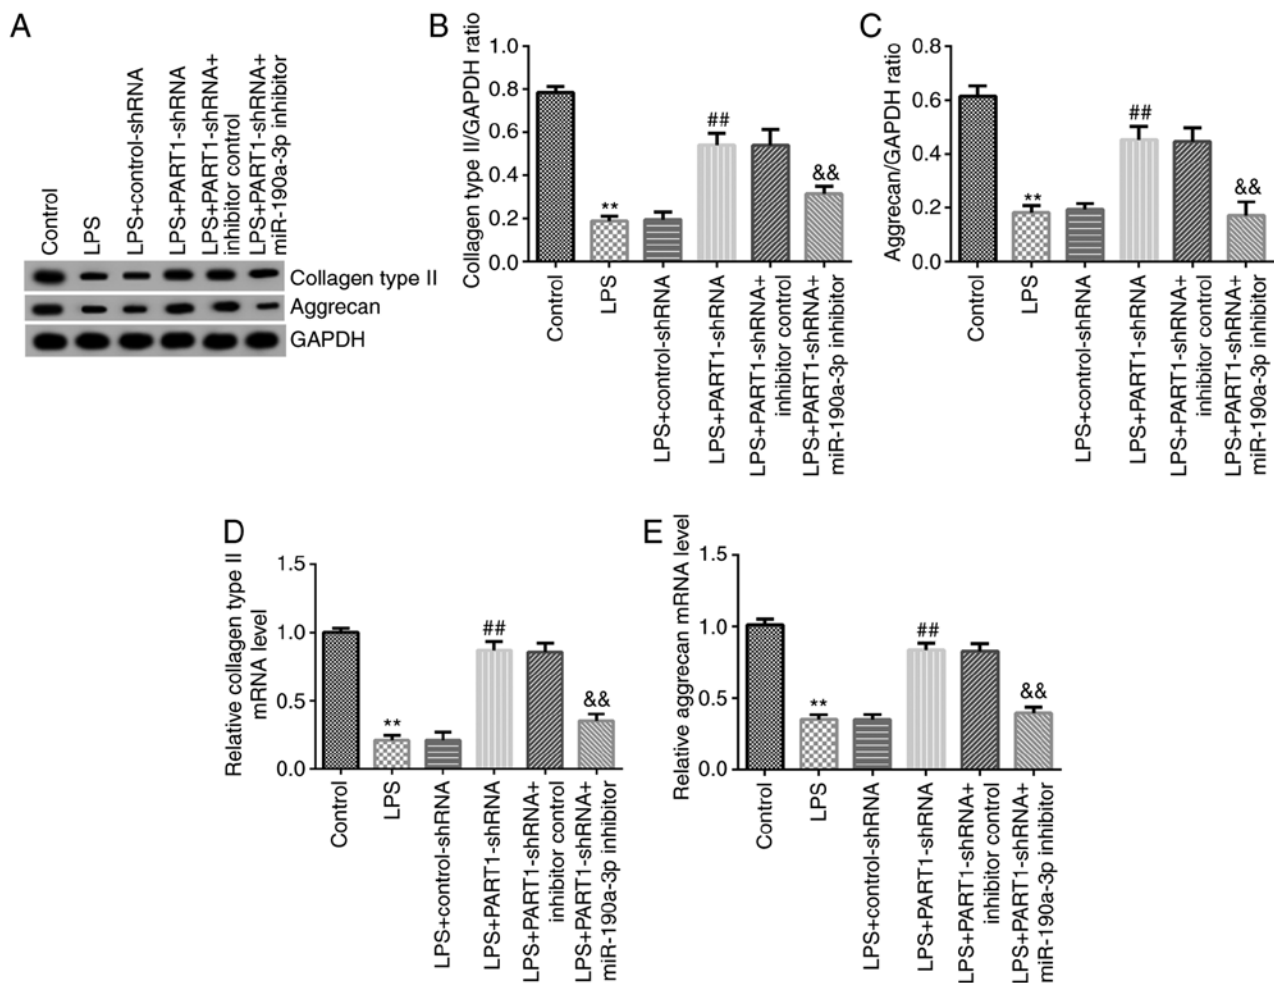 A
Control
LPS
LPS+control-shRNA
LPS+PART1-shRNA
LPS+PART1-shRNA+
inhibitor control
LPS+PART1-shRNA+
miR-190a-3p inhibitor
Collagen type II
Aggrecan
GAPDH
B
Collagen type II/GAPDH ratio
1.0
0.8
0.6
0.4
0.2
0.0
**
##
&&
Control
LPS
LPS+control-shRNA
LPS+PART1-shRNA
LPS+PART1-shRNA+
inhibitor control
LPS+PART1-shRNA+
miR-190a-3p inhibitor
C
Aggrecan/GAPDH ratio
0.8
0.6
0.4
0.2
0.0
**
##
&&
Control
LPS
LPS+control-shRNA
LPS+PART1-shRNA
LPS+PART1-shRNA+
inhibitor control
LPS+PART1-shRNA+
miR-190a-3p inhibitor
D
Relative collagen type II
mRNA level
1.5
1.0
0.5
0.0
**
##
&&
Control
LPS
LPS+control-shRNA
LPS+PART1-shRNA
LPS+PART1-shRNA+
inhibitor control
LPS+PART1-shRNA+
miR-190a-3p inhibitor
E
Relative aggrecan mRNA level
1.5
1.0
0.5
0.0
**
##
&&
Control
LPS
LPS+control-shRNA
LPS+PART1-shRNA
LPS+PART1-shRNA+
inhibitor control
LPS+PART1-shRNA+
miR-190a-3p inhibitor